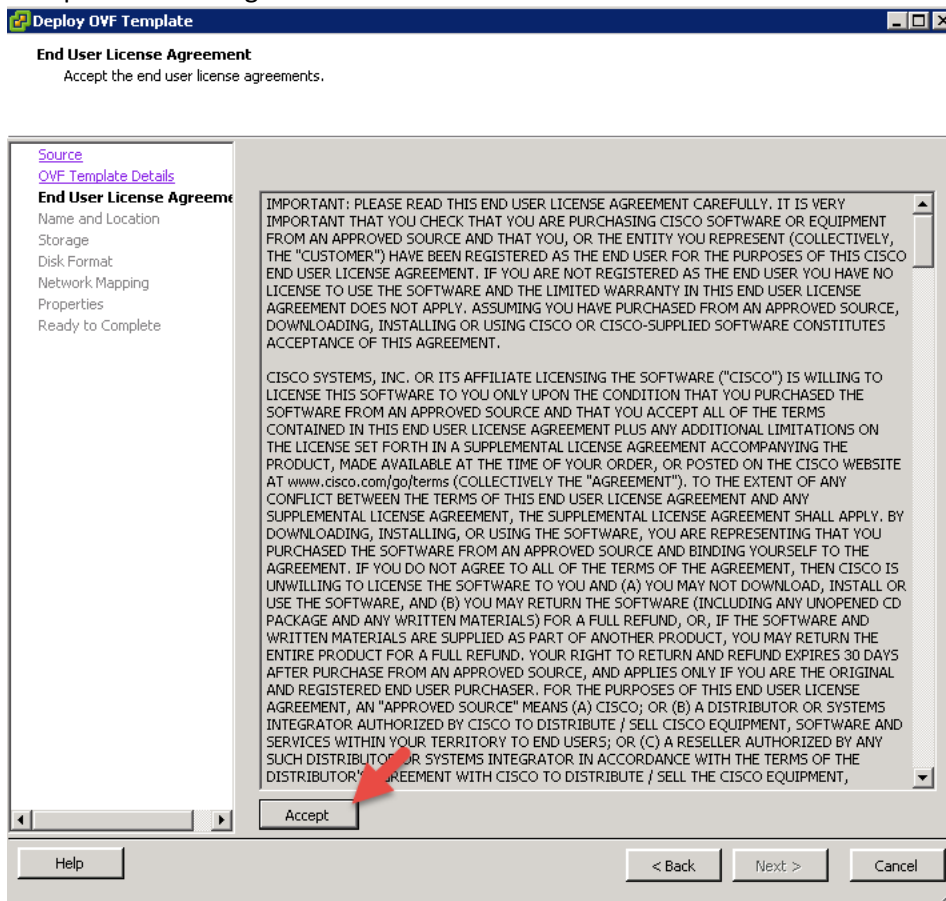 Deploy OVF Template
End User License Agreement
Accept the end user license agreements.
Source
OVF Template Details
End User License Agreeme
Name and Location
Storage
Disk Format
Network Mapping
Properties
Ready to Complete
IMPORTANT: PLEASE READ THIS END USER LICENSE AGREEMENT CAREFULLY. IT IS VERY
IMPORTANT THAT YOU CHECK THAT YOU ARE PURCHASING CISCO SOFTWARE OR EQUIPMENT
FROM AN APPROVED SOURCE AND THAT YOU, OR THE ENTITY YOU REPRESENT (COLLECTIVELY,
THE "CUSTOMER") HAVE BEEN REGISTERED AS THE END USER FOR THE PURPOSES OF THIS CISCO
END USER LICENSE AGREEMENT. IF YOU ARE NOT REGISTERED AS THE END USER YOU HAVE NO
LICENSE TO USE THE SOFTWARE AND THE LIMITED WARRANTY IN THIS END USER LICENSE
AGREEMENT DOES NOT APPLY. ASSUMING YOU HAVE PURCHASED FROM AN APPROVED SOURCE,
DOWNLOADING, INSTALLING OR USING CISCO OR CISCO-SUPPLIED SOFTWARE CONSTITUTES
ACCEPTANCE OF THIS AGREEMENT.
CISCO SYSTEMS, INC. OR ITS AFFILIATE LICENSING THE SOFTWARE ("CISCO") IS WILLING TO
LICENSE THIS SOFTWARE TO YOU ONLY UPON THE CONDITION THAT YOU PURCHASED THE
SOFTWARE FROM AN APPROVED SOURCE AND THAT YOU ACCEPT ALL OF THE TERMS
CONTAINED IN THIS END USER LICENSE AGREEMENT PLUS ANY ADDITIONAL LIMITATIONS ON
THE LICENSE SET FORTH IN A SUPPLEMENTAL LICENSE AGREEMENT ACCOMPANYING THE
PRODUCT, MADE AVAILABLE AT THE TIME OF YOUR ORDER, OR POSTED ON THE CISCO WEBSITE
AT www.cisco.com/go/terms (COLLECTIVELY THE "AGREEMENT"). TO THE EXTENT OF ANY
CONFLICT BETWEEN THE TERMS OF THIS END USER LICENSE AGREEMENT AND ANY
SUPPLEMENTAL LICENSE AGREEMENT, THE SUPPLEMENTAL LICENSE AGREEMENT SHALL APPLY. BY
DOWNLOADING, INSTALLING, OR USING THE SOFTWARE, YOU ARE REPRESENTING THAT YOU
PURCHASED THE SOFTWARE FROM AN APPROVED SOURCE AND BINDING YOURSELF TO THE
AGREEMENT. IF YOU DO NOT AGREE TO ALL OF THE TERMS OF THE AGREEMENT, THEN CISCO IS
UNWILLING TO LICENSE THE SOFTWARE TO YOU AND (A) YOU MAY NOT DOWNLOAD, INSTALL OR
USE THE SOFTWARE, AND (B) YOU MAY RETURN THE SOFTWARE (INCLUDING ANY UNOPENED CD
PACKAGE AND ANY WRITTEN MATERIALS) FOR A FULL REFUND, OR, IF THE SOFTWARE AND
WRITTEN MATERIALS ARE SUPPLIED AS PART OF ANOTHER PRODUCT, YOU MAY RETURN THE
ENTIRE PRODUCT FOR A FULL REFUND. YOUR RIGHT TO RETURN AND REFUND EXPIRES 30 DAYS
AFTER PURCHASE FROM AN APPROVED SOURCE, AND APPLIES ONLY IF YOU ARE THE ORIGINAL
AND REGISTERED END USER PURCHASER. FOR THE PURPOSES OF THIS END USER LICENSE
AGREEMENT, AN "APPROVED SOURCE" MEANS (A) CISCO; OR (B) A DISTRIBUTOR OR SYSTEMS
INTEGRATOR AUTHORIZED BY CISCO TO DISTRIBUTE / SELL CISCO EQUIPMENT, SOFTWARE AND
SERVICES WITHIN YOUR TERRITORY TO END USERS; OR (C) A RESELLER AUTHORIZED BY ANY
SUCH DISTRIBUTOR OR SYSTEMS INTEGRATOR IN ACCORDANCE WITH THE TERMS OF THE
DISTRIBUTOR'S AGREEMENT WITH CISCO TO DISTRIBUTE / SELL THE CISCO EQUIPMENT,
Accept
Help
< Back
Next >
Cancel